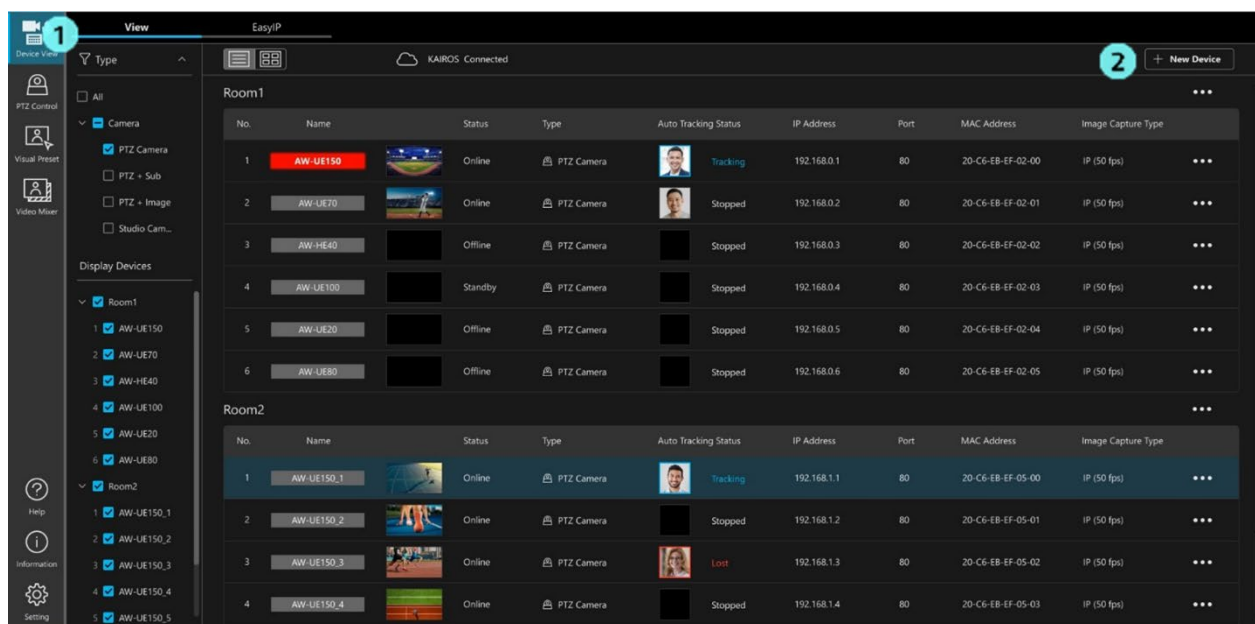 1
View
EasyIP
Device View
Type
KAIROS Connected
2
+ New Device
PTZ Control
Visual Preset
Video Mixer
All
Camera
PTZ Camera
PTZ + Sub
PTZ + Image
Studio Cam...
Display Devices
Room1
1 AW-UE150
2 AW-UE70
3 AW-HE40
4 AW-UE100
5 AW-UE20
6 AW-UE80
Room2
1 AW-UE150_1
2 AW-UE150_2
3 AW-UE150_3
4 AW-UE150_4
5 AW-UE150_5
Help
Information
Setting
Room1
No. Name Status Type Auto Tracking Status IP Address Port MAC Address Image Capture Type
1 AW-UE150 Online PTZ Camera Tracking 192.168.0.1 80 20-C6-EB-EF-02-00 IP (50 fps)
2 AW-UE70 Online PTZ Camera Stopped 192.168.0.2 80 20-C6-EB-EF-02-01 IP (50 fps)
3 AW-HE40 Offline PTZ Camera Stopped 192.168.0.3 80 20-C6-EB-EF-02-02 IP (50 fps)
4 AW-UE100 Standby PTZ Camera Stopped 192.168.0.4 80 20-C6-EB-EF-02-03 IP (50 fps)
5 AW-UE20 Offline PTZ Camera Stopped 192.168.0.5 80 20-C6-EB-EF-02-04 IP (50 fps)
6 AW-UE80 Offline PTZ Camera Stopped 192.168.0.6 80 20-C6-EB-EF-02-05 IP (50 fps)
Room2
No. Name Status Type Auto Tracking Status IP Address Port MAC Address Image Capture Type
1 AW-UE150_1 Online PTZ Camera Tracking 192.168.1.1 80 20-C6-EB-EF-05-00 IP (50 fps)
2 AW-UE150_2 Online PTZ Camera Stopped 192.168.1.2 80 20-C6-EB-EF-05-01 IP (50 fps)
3 AW-UE150_3 Online PTZ Camera Lost 192.168.1.3 80 20-C6-EB-EF-05-02 IP (50 fps)
4 AW-UE150_4 Online PTZ Camera Stopped 192.168.1.4 80 20-C6-EB-EF-05-03 IP (50 fps)